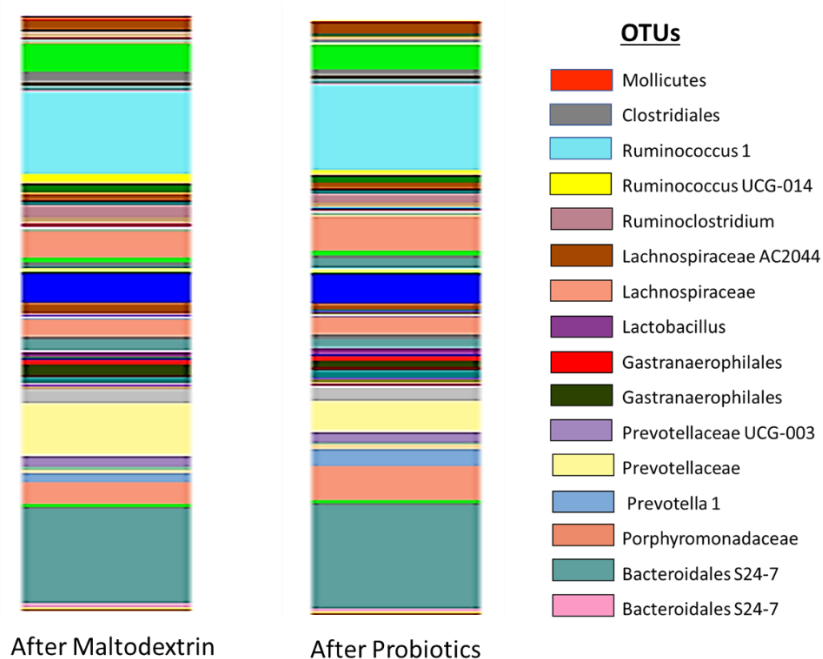 OTUs
Mollicutes
Clostridiales
Ruminococcus 1
Ruminococcus UCG-014
Ruminoclostridium
Lachnospiraceae AC2044
Lachnospiraceae
Lactobacillus
Gastranaerophilales
Gastranaerophilales
Prevotellaceae UCG-003
Prevotellaceae
Prevotella 1
Porphyromonadaceae
Bacteroidales S24-7
Bacteroidales S24-7
After Maltodextrin
After Probiotics